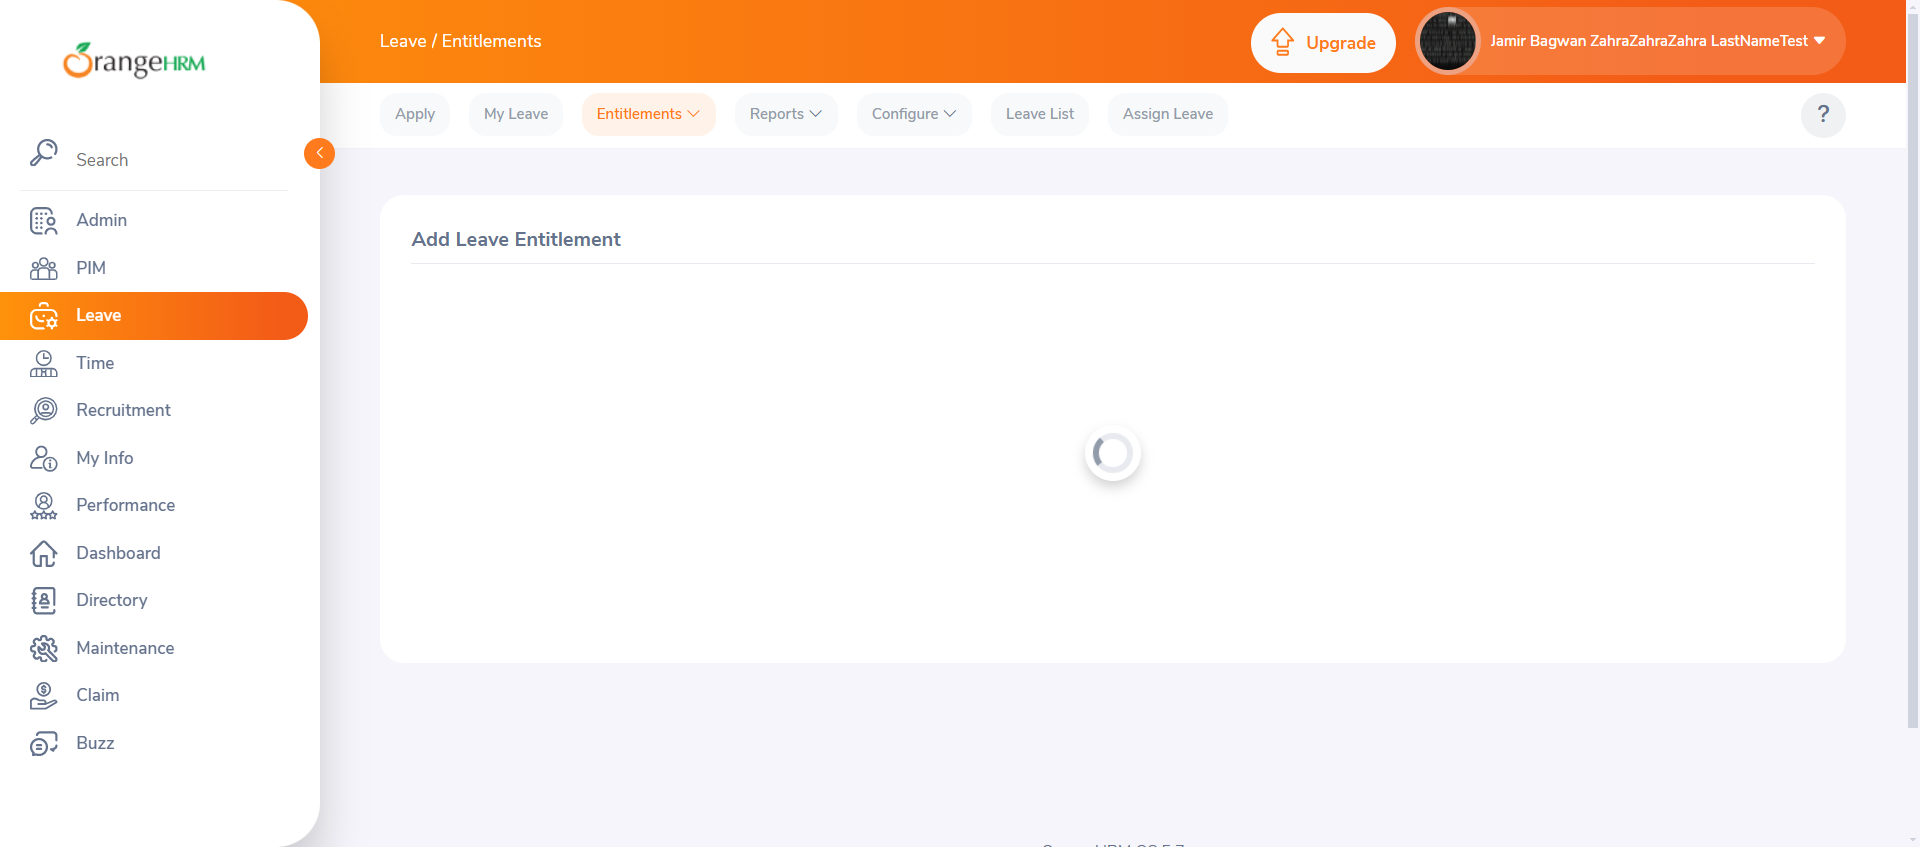 OrangeHRM
Search
Admin
PIM
Leave
Time
Recruitment
My Info
Performance
Dashboard
Directory
Maintenance
Claim
Buzz
Leave / Entitlements
Upgrade
Jamir Bagwan ZahraZahraZahra LastNameTest
Apply
My Leave
Entitlements
Reports
Configure
Leave List
Assign Leave
?
Add Leave Entitlement